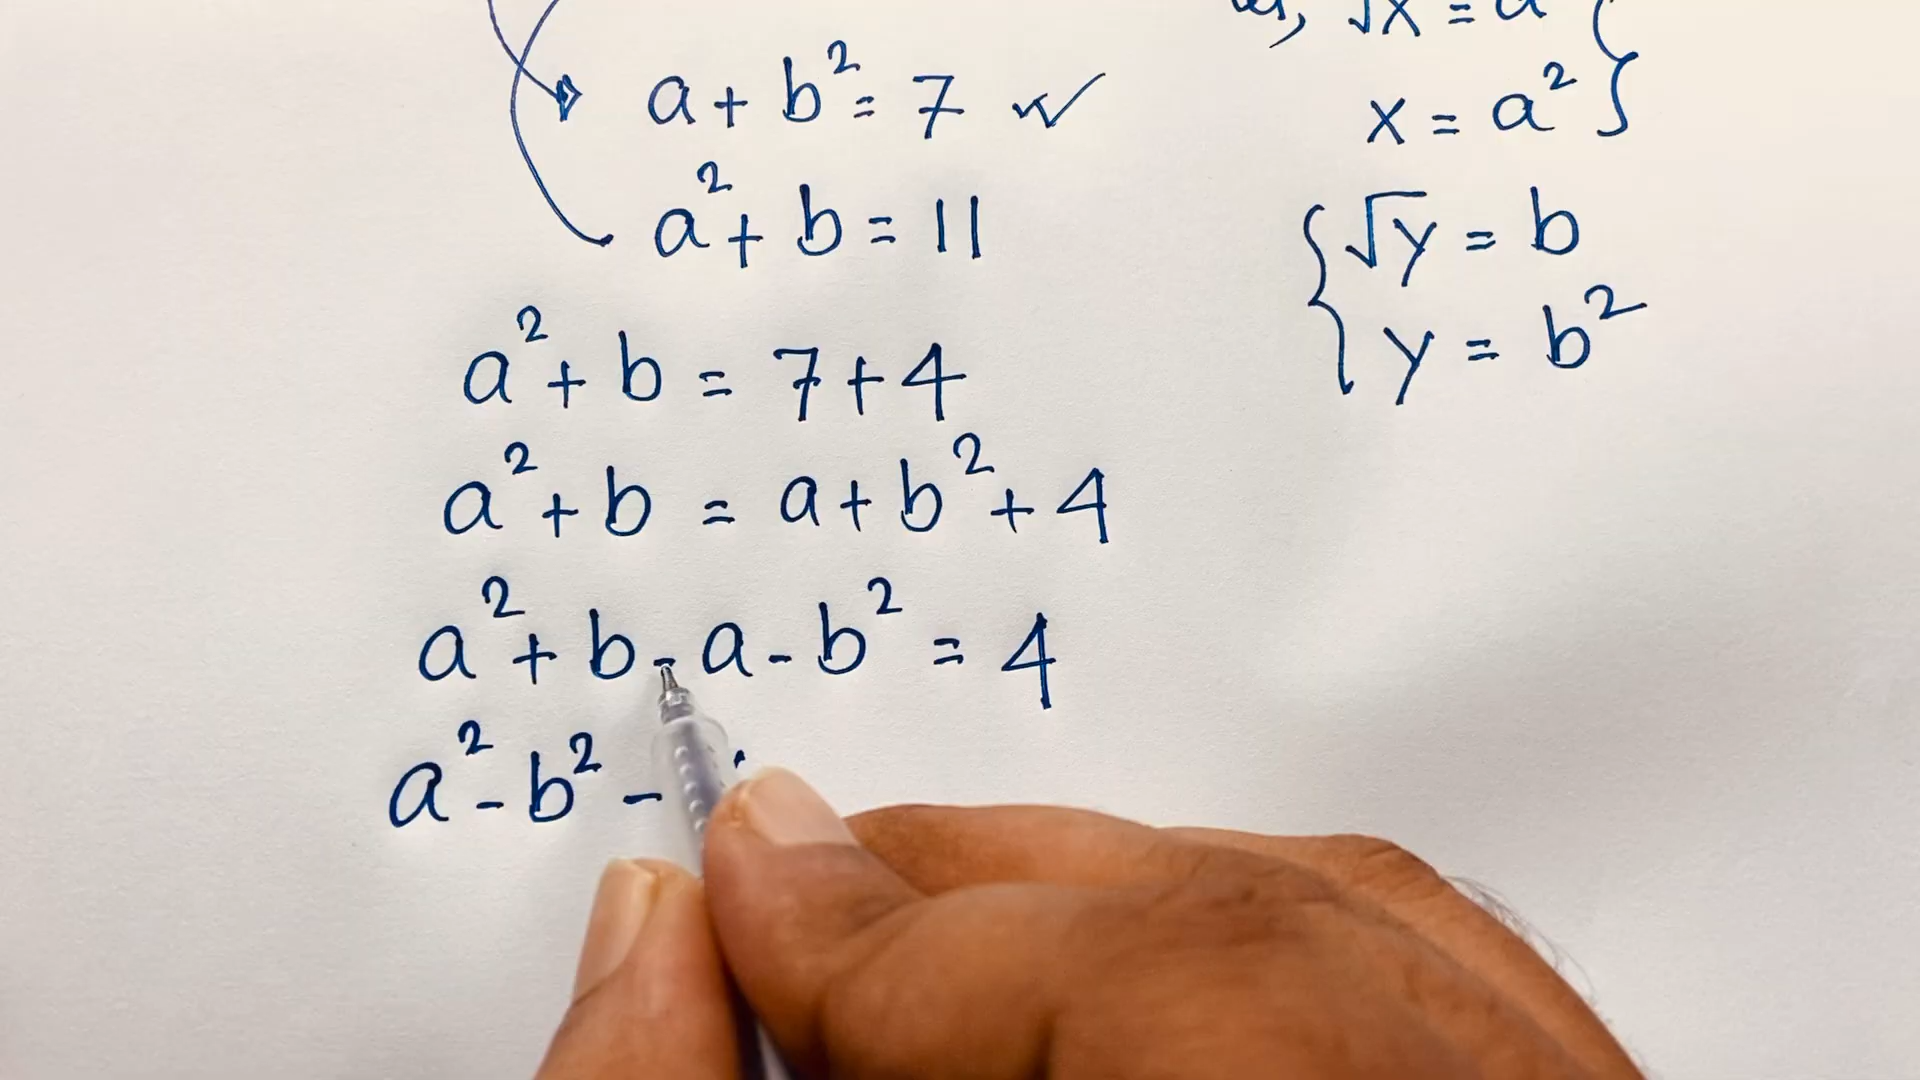 a + b² = 7 ✓
a² + b = 11
a² + b = 7 + 4
a² + b = a + b² + 4
a² + b - a - b² = 4
a² - b² -
√x = a
x = a²
√y = b
y = b²